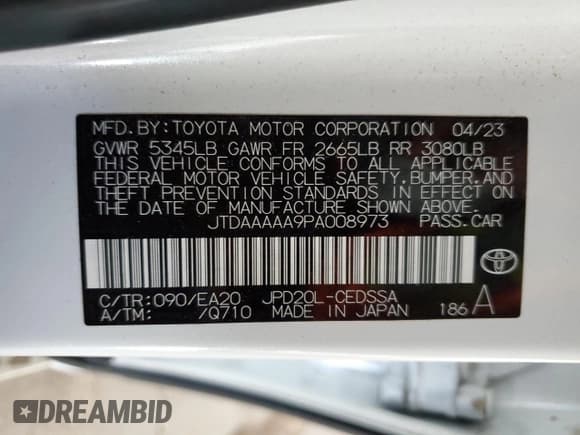 MFD.BY:TOYOTA MOTOR CORPORATION 04/23
GVWR 5345LB GAWR FR 2665LB RR 3080LB
THIS VEHICLE CONFORMS TO ALL APPLICABLE
FEDERAL MOTOR VEHICLE SAFETY,BUMPER,AND
THEFT PREVENTION STANDARDS IN EFFECT ON
THE DATE OF MANUFACTURE SHOWN ABOVE.
JTDAAAAA9PA008973 PASS.CAR
C/TR:090/EA20 JPD20L-CEDSSA
A/TM: /Q710 MADE IN JAPAN 186 A
DREAMBID